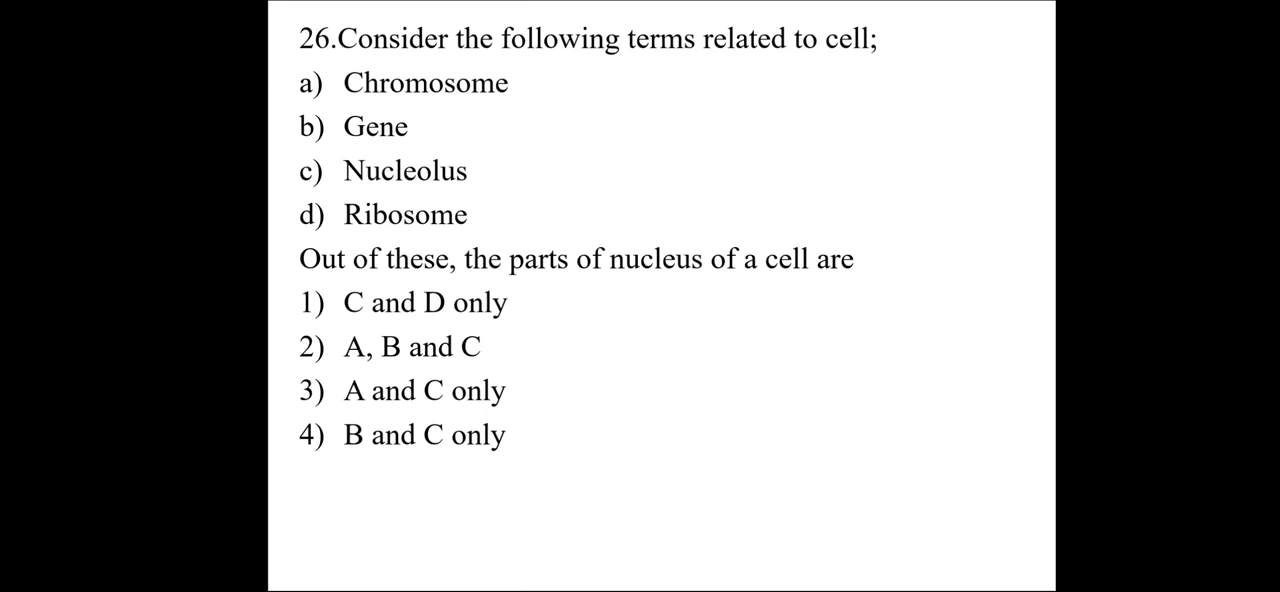 26.Consider the following terms related to cell;
a) Chromosome
b) Gene
c) Nucleolus
d) Ribosome
Out of these, the parts of nucleus of a cell are
1) C and D only
2) A, B and C
3) A and C only
4) B and C only